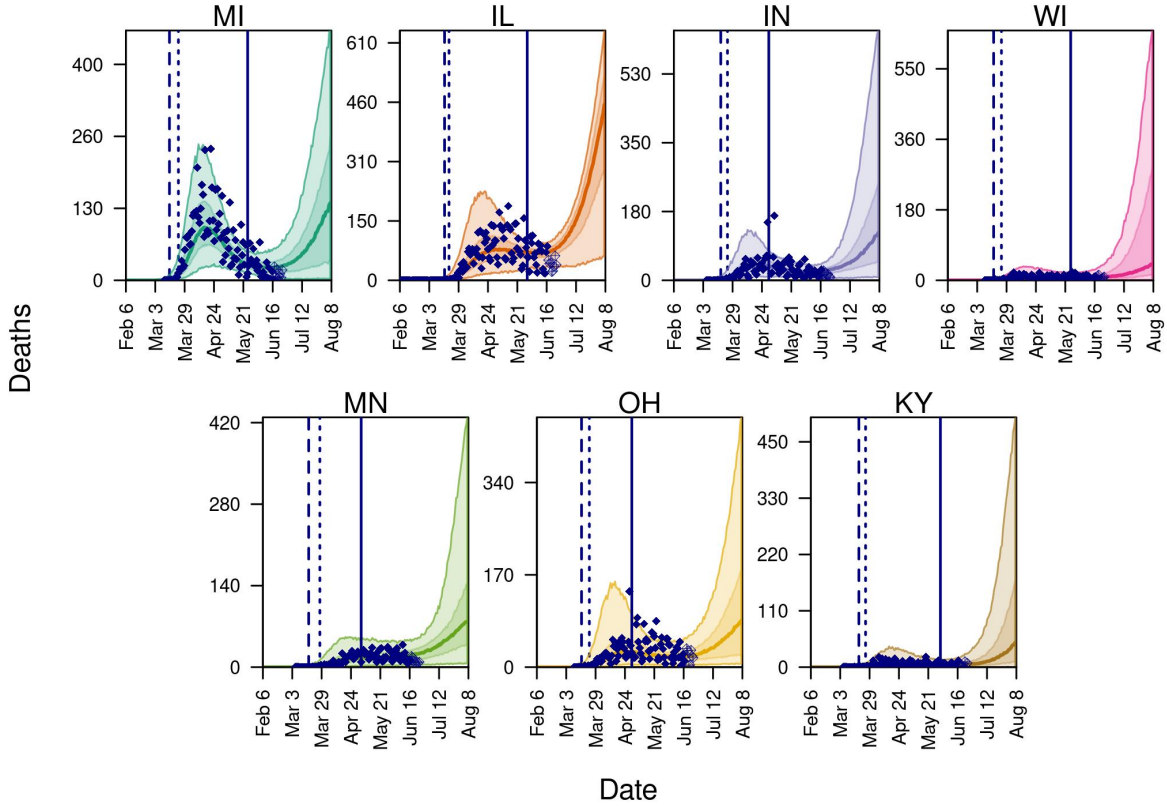 MI IL IN WI
400 610 530 550
260 460 350 360
130 310 180 180
0 150 0 0
0
Feb 6 Mar 3 Mar 29 Apr 24 May 21 Jun 16 Jul 12 Aug 8
Feb 6 Mar 3 Mar 29 Apr 24 May 21 Jun 16 Jul 12 Aug 8
Feb 6 Mar 3 Mar 29 Apr 24 May 21 Jun 16 Jul 12 Aug 8
Feb 6 Mar 3 Mar 29 Apr 24 May 21 Jun 16 Jul 12 Aug 8
Deaths
MN OH KY
420 340 450
280 170 330
140 0 220
0 110
0
Feb 6 Mar 3 Mar 29 Apr 24 May 21 Jun 16 Jul 12 Aug 8
Feb 6 Mar 3 Mar 29 Apr 24 May 21 Jun 16 Jul 12 Aug 8
Feb 6 Mar 3 Mar 29 Apr 24 May 21 Jun 16 Jul 12 Aug 8
Date